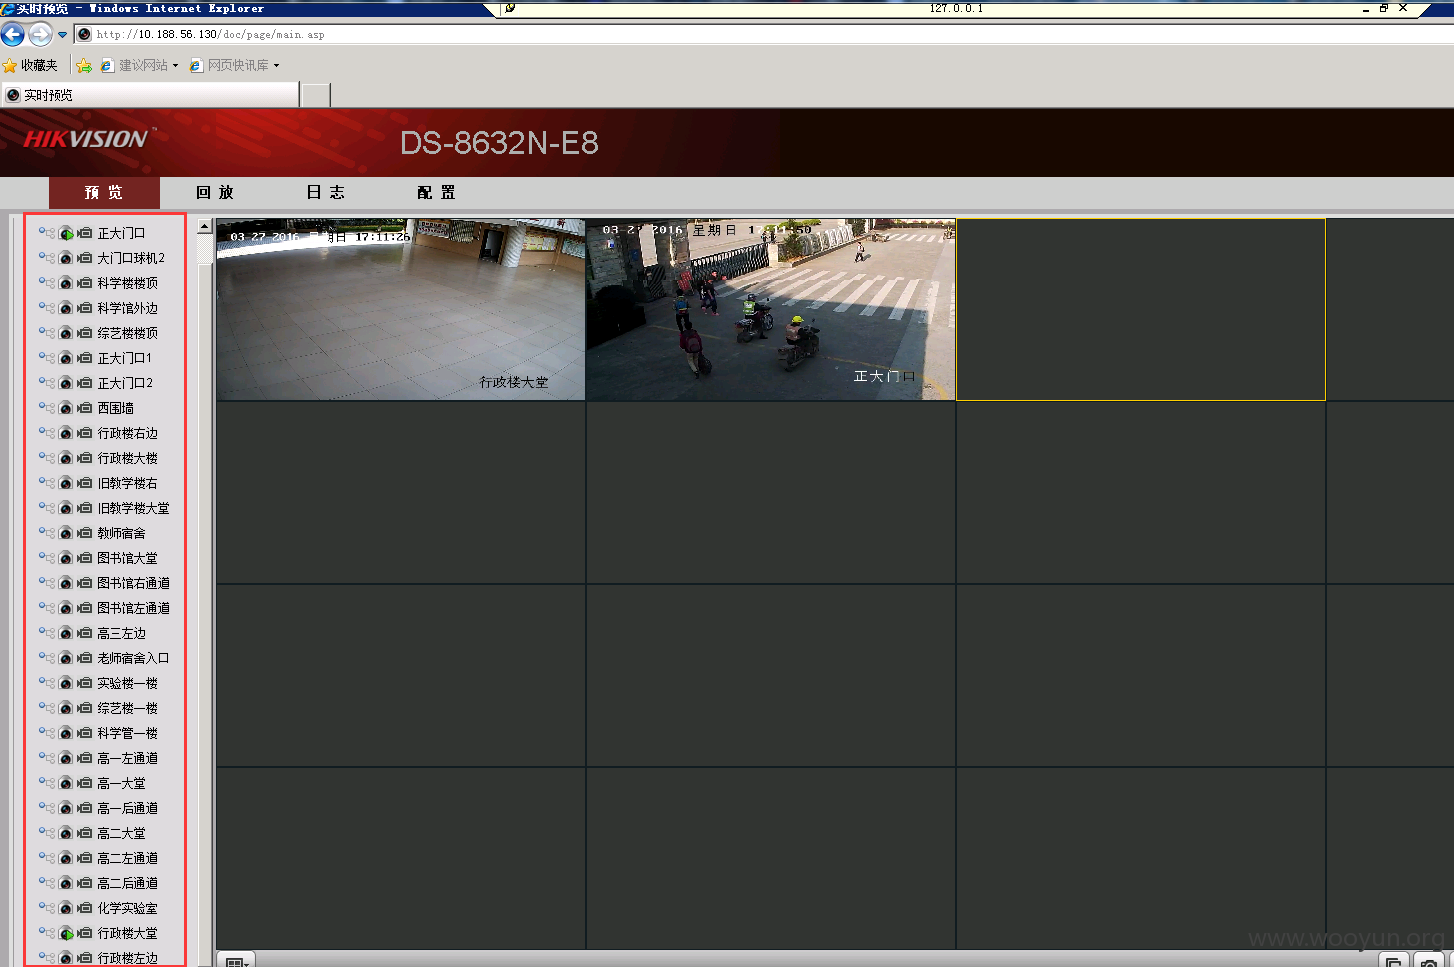 实时预览 - Windows Internet Explorer
127.0.0.1
http://10.188.56.130/doc/page/main.asp
收藏夹
建议网站
网页快讯库
实时预览
HIKVISION™
DS-8632N-E8
预览
回放
日志
配置
正大门口
大门口球机2
科学楼楼顶
科学馆外边
综艺楼楼顶
正大门口1
正大门口2
西围墙
行政楼右边
行政楼大楼
旧教学楼右
旧教学楼大堂
教师宿舍
图书馆大堂
图书馆右通道
图书馆左通道
高三左边
老师宿舍入口
实验楼一楼
综艺楼一楼
科学管一楼
高一左通道
高一大堂
高一后通道
高二大堂
高二左通道
高二后通道
化学实验室
行政楼大堂
行政楼左边
03-27-2016 星期日 17:11:26
行政楼大堂
03-27-2016 星期日 17:11:50
正大门口
www.wooyun.org